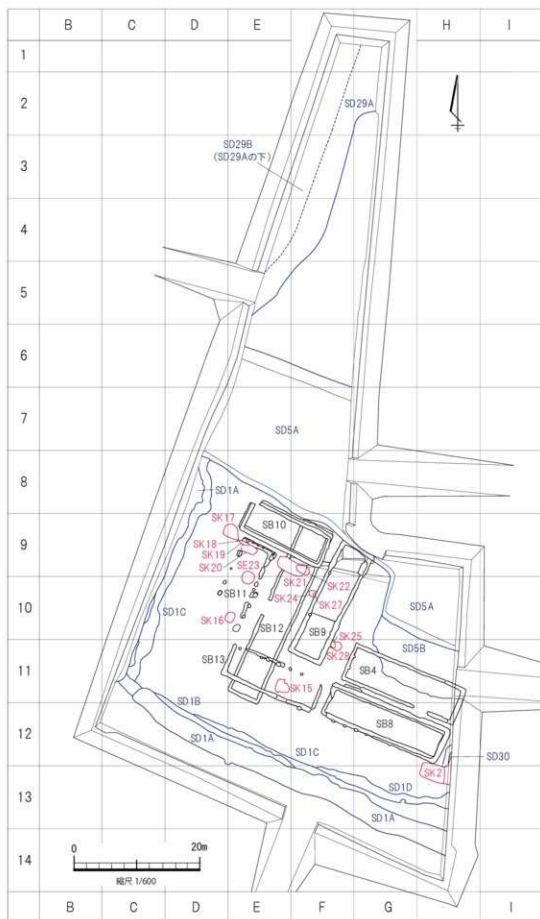 B C D E F G H I
1
2
SD29A
SD29B
(SD29Aの下)
3
4
5
6
7
SD5A
8
SD1A
SK17
SB10
9
SK18
SK19
SK20
SE23
SK21
SK22
SD5A
SK24
SK27
10
SB11
SD1C
SB9
SK16
SB12
SK25
SD5B
SK28
11
SB13
SB4
SK15
SD1B
SB8
12
SD1A
SD1C
SD30
SK2
SD1D
13
SD1A
0 20m
14
縮尺 1/600
B C D E F G H I